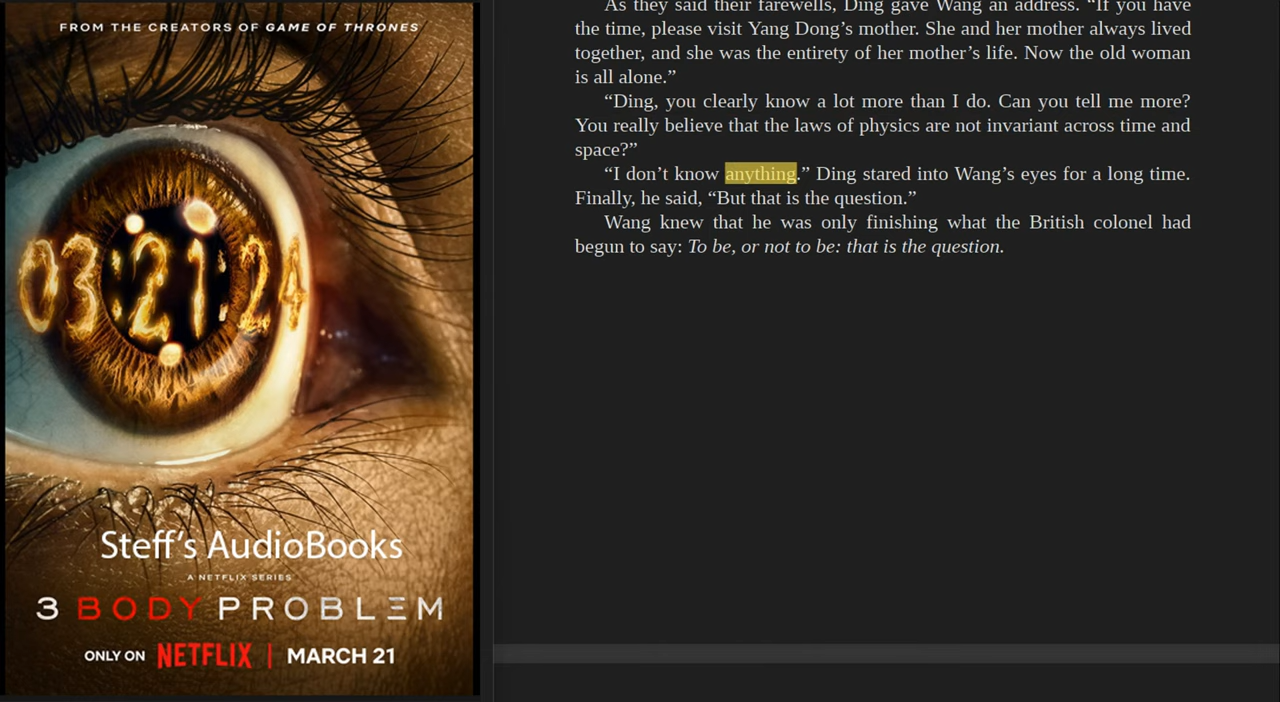 FROM THE CREATORS OF GAME OF THRONES
03:21:24
Steff's AudioBooks
A NETFLIX SERIES
3 BODY PROBLEM
ONLY ON NETFLIX | MARCH 21
As they said their farewells, Ding gave Wang an address. “If you have
the time, please visit Yang Dong’s mother. She and her mother always lived
together, and she was the entirety of her mother’s life. Now the old woman
is all alone.”
“Ding, you clearly know a lot more than I do. Can you tell me more?
You really believe that the laws of physics are not invariant across time and
space?”
“I don’t know anything.” Ding stared into Wang’s eyes for a long time.
Finally, he said, “But that is the question.”
Wang knew that he was only finishing what the British colonel had
begun to say: To be, or not to be: that is the question.